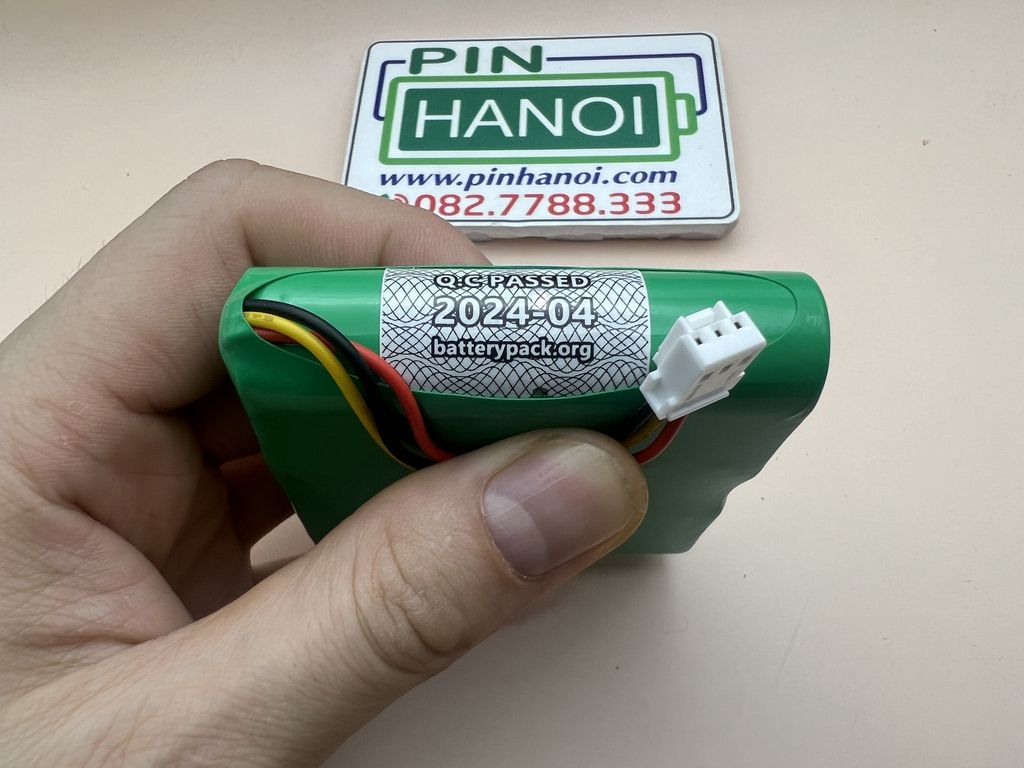 PIN
HANOI
www.pinhanoi.com
082.7788.333
Q.C PASSED
2024-04
batterypack.org